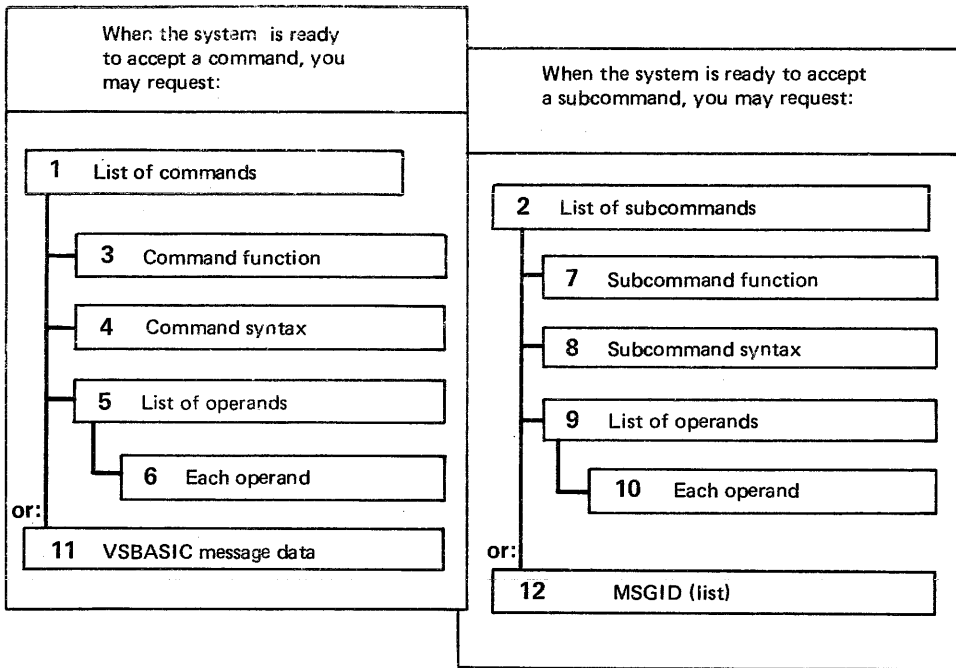 When the system is ready
to accept a command, you
may request:
1 List of commands
3 Command function
4 Command syntax
5 List of operands
6 Each operand
or:
11 VSBASIC message data
When the system is ready to accept
a subcommand, you may request:
2 List of subcommands
7 Subcommand function
8 Subcommand syntax
9 List of operands
10 Each operand
or:
12 MSGID (list)